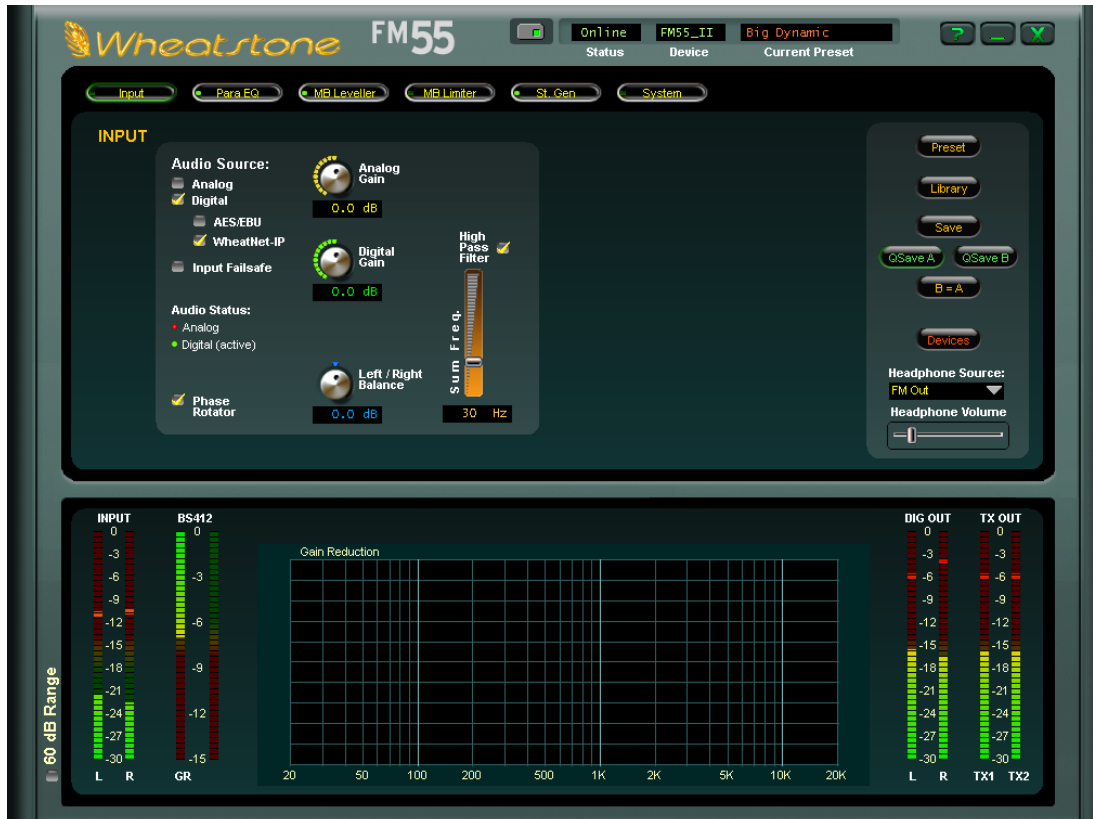 Wheatstone FM55
Online FM55_II Big Dynamic
Status Device Current Preset
? _ X
Input Para EQ MB Leveller MB Limiter St. Gen System
INPUT
Audio Source:
Analog
Digital
AES/EBU
WheatNet-IP
Input Failsafe
Audio Status:
Analog
Digital (active)
Phase
Rotator
Analog
Gain
0.0 dB
Digital
Gain
0.0 dB
Left / Right
Balance
0.0 dB
High
Pass
Filter
Sum Freq.
30 Hz
Preset
Library
Save
QSave A QSave B
B = A
Devices
Headphone Source:
FM Out
Headphone Volume
60 dB Range
INPUT
0
-3
-6
-9
-12
-15
-18
-21
-24
-27
-30
L R
BS412
0
-3
-6
-9
-12
-15
GR
Gain Reduction
20 50 100 200 500 1K 2K 5K 10K 20K
DIG OUT
0
-3
-6
-9
-12
-15
-18
-21
-24
-27
-30
L R
TX OUT
0
-3
-6
-9
-12
-15
-18
-21
-24
-27
-30
TX1 TX2